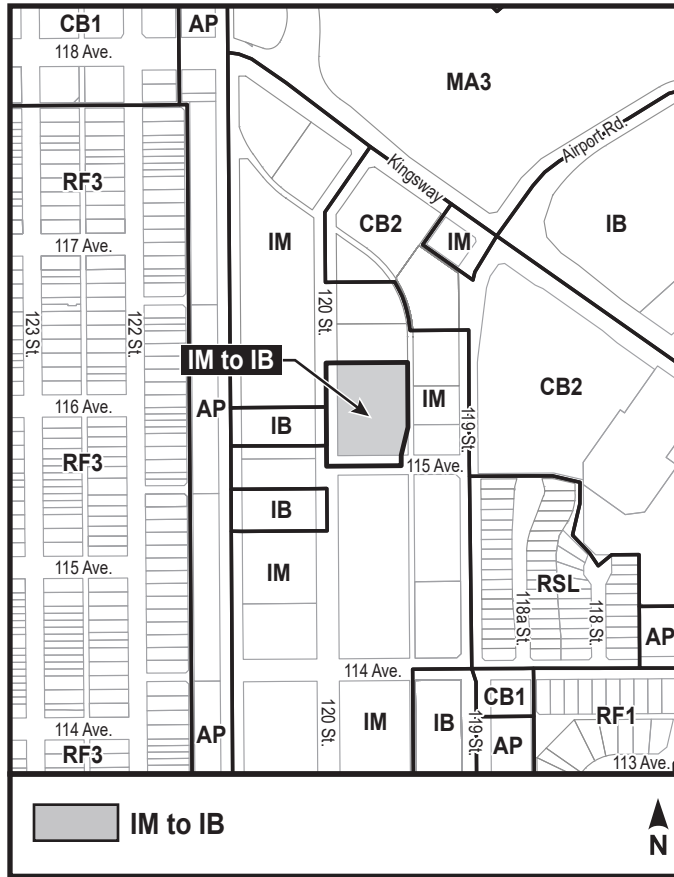 CB1
AP
118 Ave.
MA3
Airport Rd.
Kingsway
RF3
CB2
IB
IM
IM
117 Ave.
120 St.
123 St.
122 St.
IM to IB
CB2
IM
116 Ave.
AP
IB
119 St.
RF3
115 Ave.
IB
115 Ave.
IM
RSL
118a St.
118 St.
AP
114 Ave.
CB1
120 St.
IM
IB
119 St.
RF1
114 Ave.
AP
AP
RF3
113 Ave.
IM to IB
N